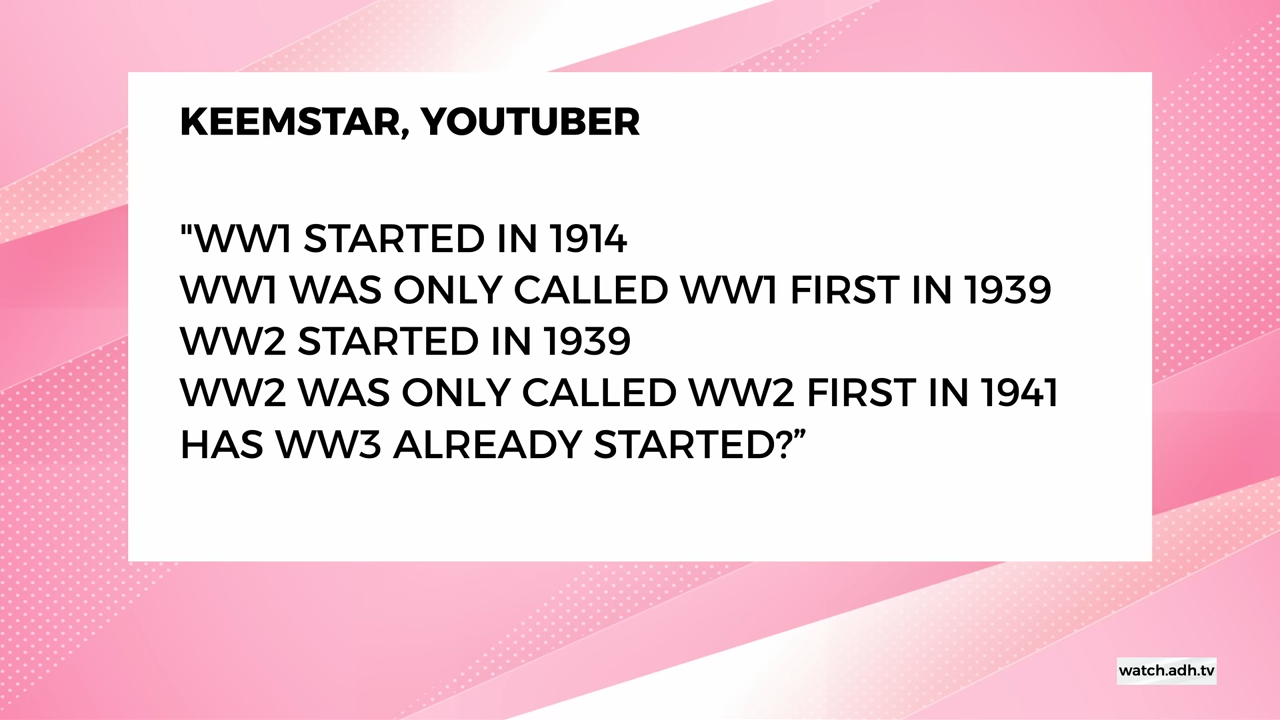 KEEMSTAR, YOUTUBER
"WW1 STARTED IN 1914
WW1 WAS ONLY CALLED WW1 FIRST IN 1939
WW2 STARTED IN 1939
WW2 WAS ONLY CALLED WW2 FIRST IN 1941
HAS WW3 ALREADY STARTED?”
watch.adh.tv